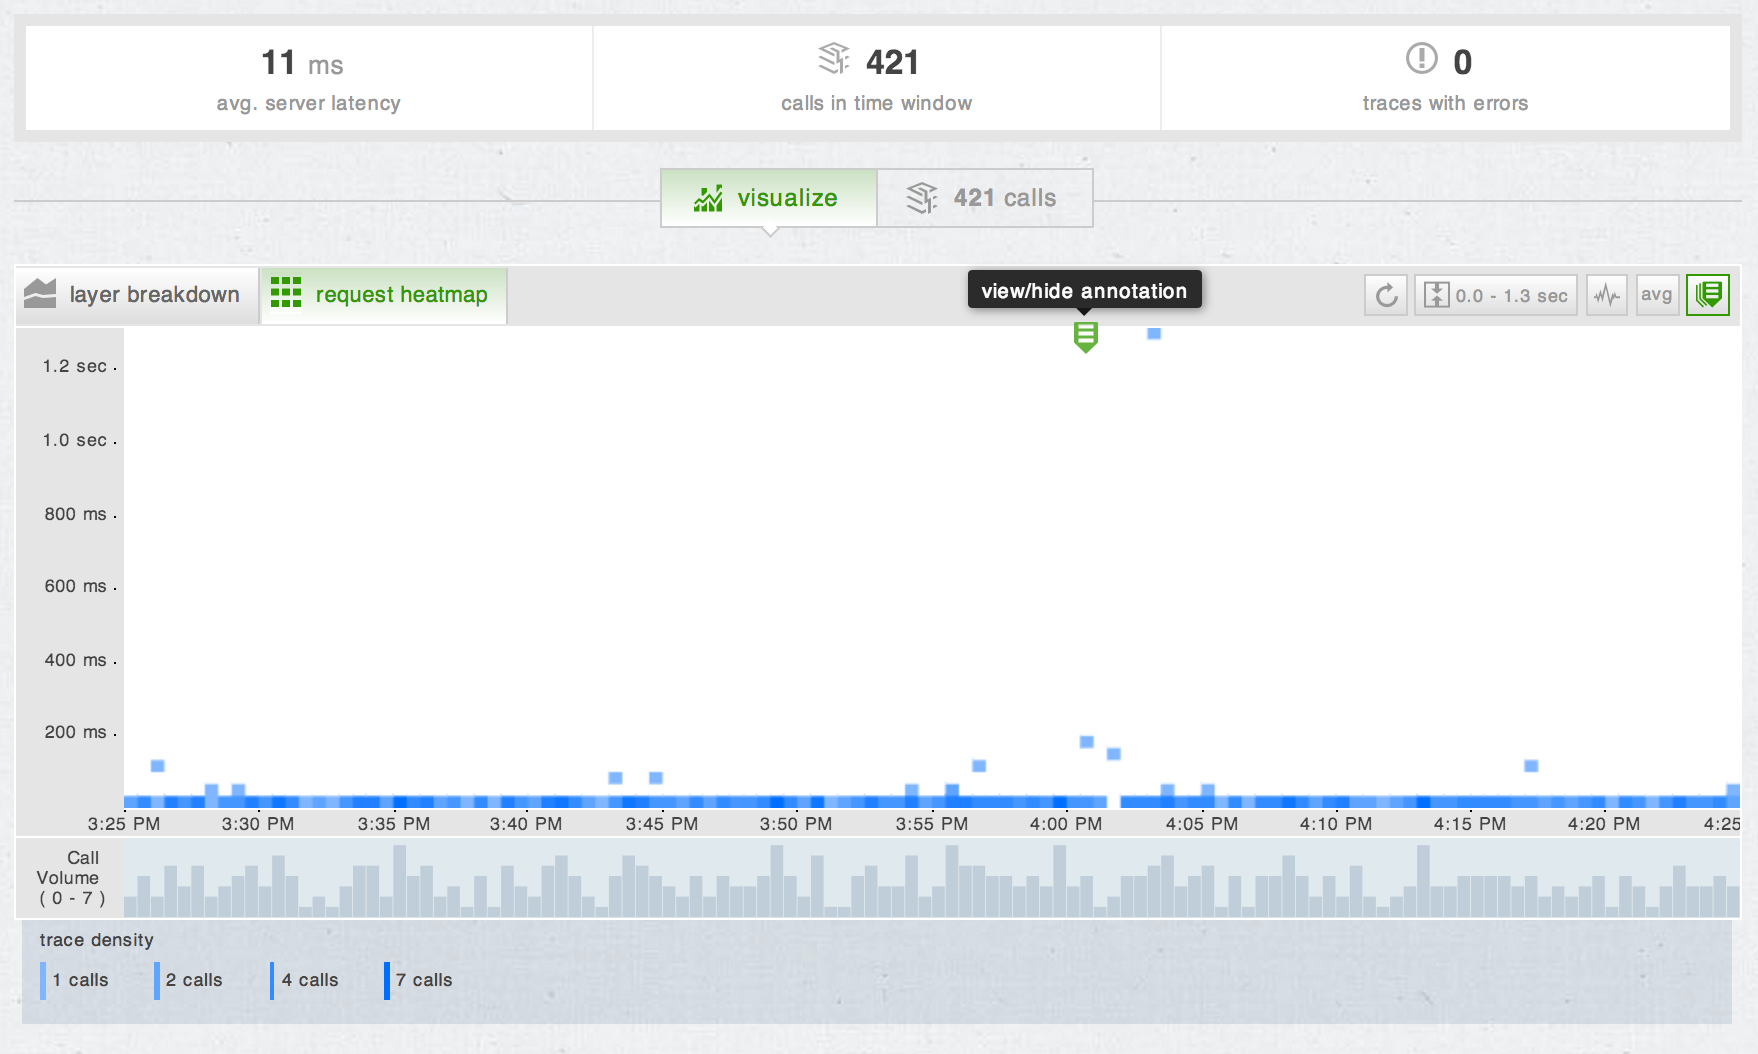 11 ms
avg. server latency
421
calls in time window
0
traces with errors
visualize
421 calls
layer breakdown
request heatmap
view/hide annotation
0.0 - 1.3 sec
avg
1.2 sec
1.0 sec
800 ms
600 ms
400 ms
200 ms
3:25 PM 3:30 PM 3:35 PM 3:40 PM 3:45 PM 3:50 PM 3:55 PM 4:00 PM 4:05 PM 4:10 PM 4:15 PM 4:20 PM 4:25
Call
Volume
( 0 - 7 )
trace density
1 calls 2 calls 4 calls 7 calls